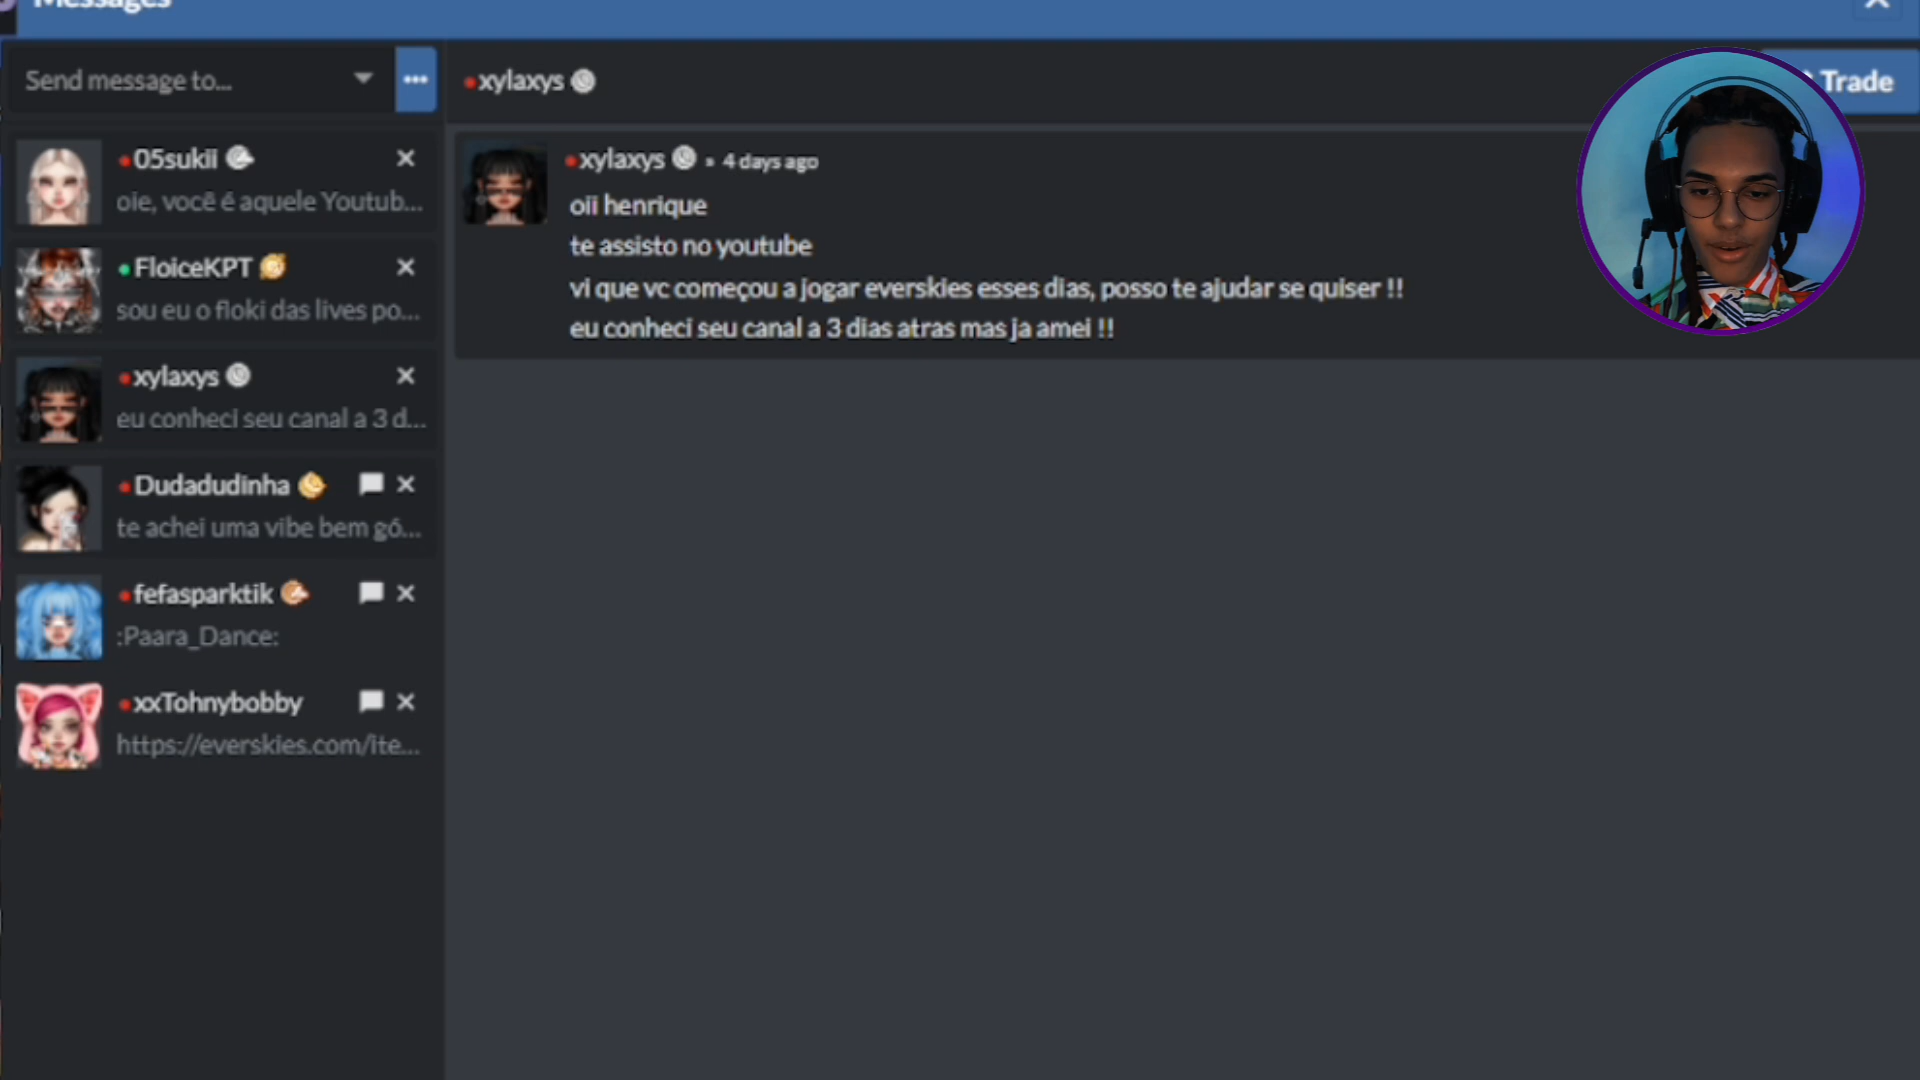 Messages
Send message to...
•05sukii
oie, você é aquele Youtub...
•FloiceKPT
sou eu o floki das lives po...
•xylaxys
eu conheci seu canal a 3 d...
•Dudadudinha
te achei uma vibe bem gó...
•fefasparktik
:Paara_Dance:
•xxTohnybobby
https://everskies.com/ite...
•xylaxys
Trade
•xylaxys • 4 days ago
oii henrique
te assisto no youtube
vi que vc começou a jogar everskies esses dias, posso te ajudar se quiser !!
eu conheci seu canal a 3 dias atras mas ja amei !!